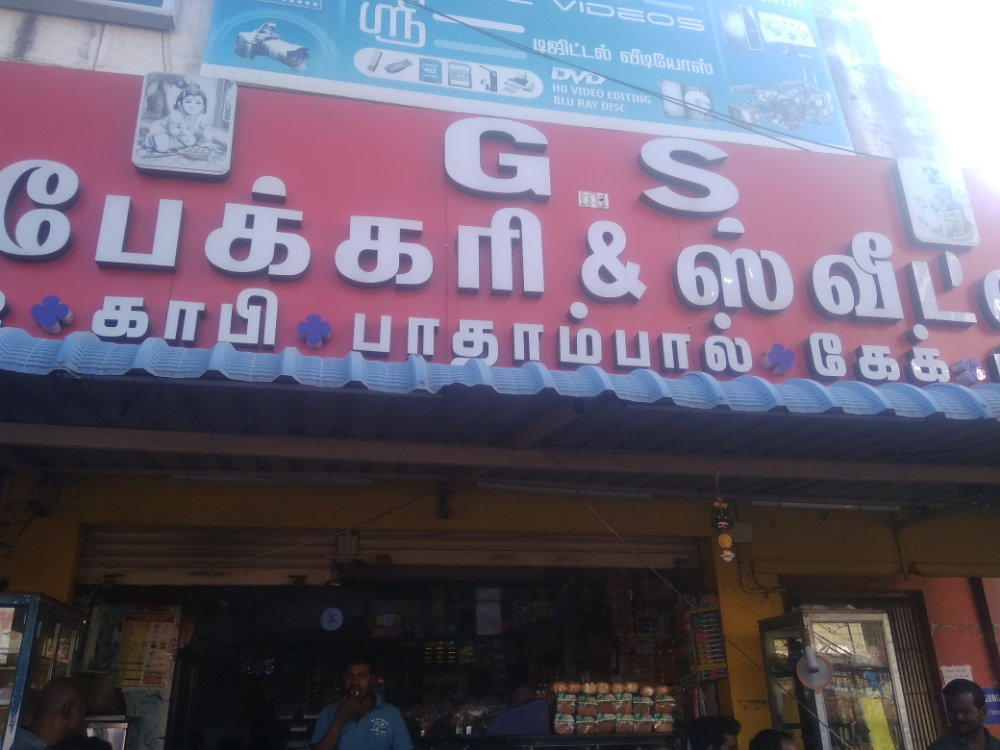 ஸ்ரீ VIDEOS
டிஜிட்டல் வீடியோஸ்
DVD
HD VIDEO EDITING
BLU RAY DISC
G S
பேக்கரி & ஸ்வீட்
காபி பாதாம்பால் கேக்